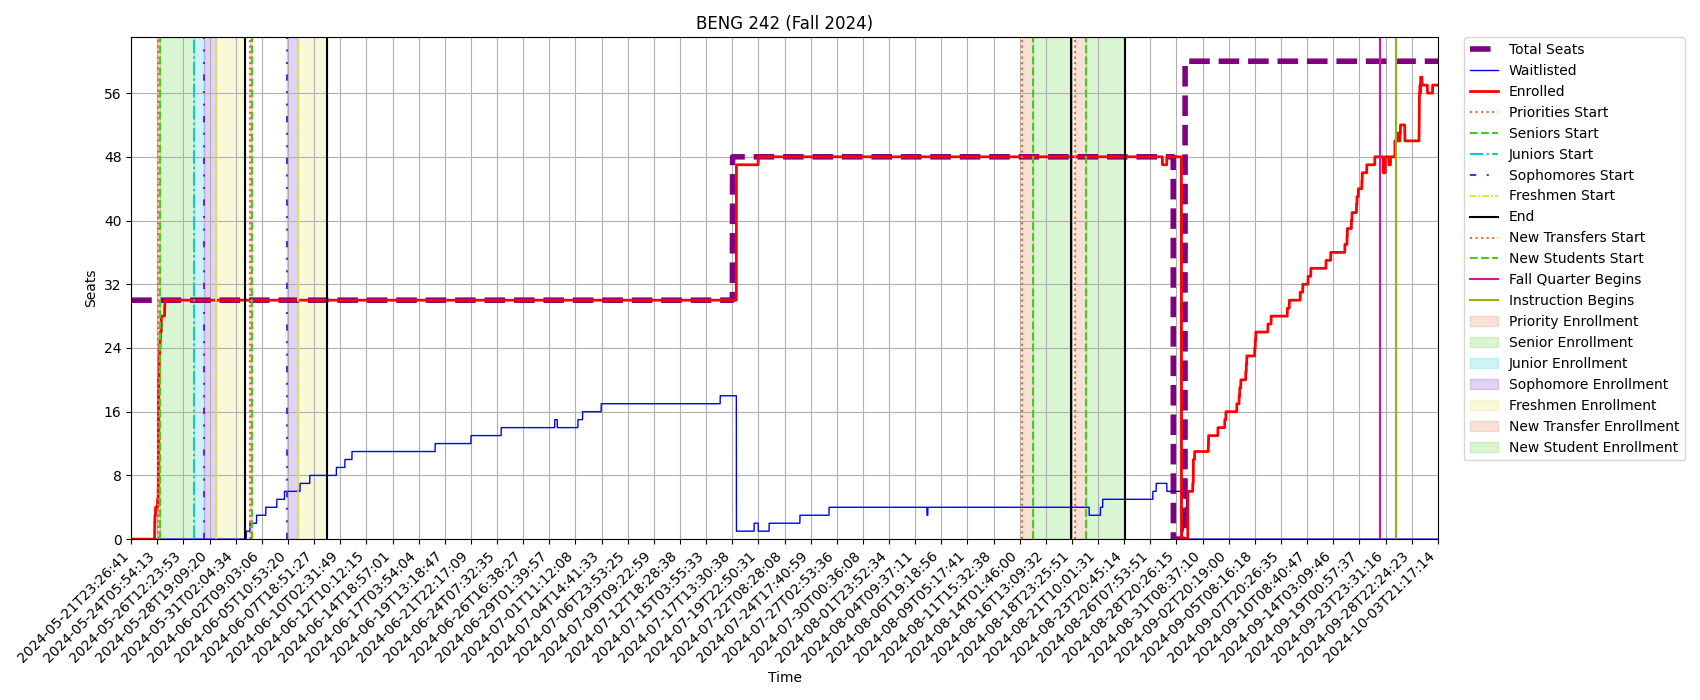 BENG 242 (Fall 2024)
Seats
56
48
40
32
24
16
8
0
2024-05-21T23:26:41
2024-05-24T05:54:13
2024-05-26T12:23:53
2024-05-28T19:09:20
2024-05-31T02:04:34
2024-06-02T09:03:06
2024-06-05T10:53:20
2024-06-07T18:51:27
2024-06-10T02:31:49
2024-06-12T10:12:15
2024-06-14T18:57:01
2024-06-17T03:54:04
2024-06-19T13:18:47
2024-06-21T22:17:09
2024-06-24T07:32:35
2024-06-26T16:38:27
2024-06-29T01:39:57
2024-07-01T11:12:08
2024-07-04T14:41:33
2024-07-06T23:53:25
2024-07-09T09:22:59
2024-07-12T18:28:38
2024-07-15T03:55:33
2024-07-17T13:30:38
2024-07-19T22:50:31
2024-07-22T08:28:08
2024-07-24T17:40:59
2024-07-27T02:53:36
2024-07-30T00:36:08
2024-08-01T23:52:34
2024-08-04T09:37:11
2024-08-06T19:18:56
2024-08-09T05:17:41
2024-08-11T15:32:38
2024-08-14T01:46:00
2024-08-16T13:09:32
2024-08-18T23:25:51
2024-08-21T10:01:31
2024-08-23T20:45:14
2024-08-26T07:53:51
2024-08-28T20:26:15
2024-08-31T08:37:10
2024-09-02T20:19:00
2024-09-05T08:16:18
2024-09-07T20:26:35
2024-09-10T08:40:47
2024-09-14T03:09:46
2024-09-19T00:57:37
2024-09-23T23:31:16
2024-09-28T22:24:23
2024-10-03T21:17:14
Time
Total Seats
Waitlisted
Enrolled
Priorities Start
Seniors Start
Juniors Start
Sophomores Start
Freshmen Start
End
New Transfers Start
New Students Start
Fall Quarter Begins
Instruction Begins
Priority Enrollment
Senior Enrollment
Junior Enrollment
Sophomore Enrollment
Freshmen Enrollment
New Transfer Enrollment
New Student Enrollment